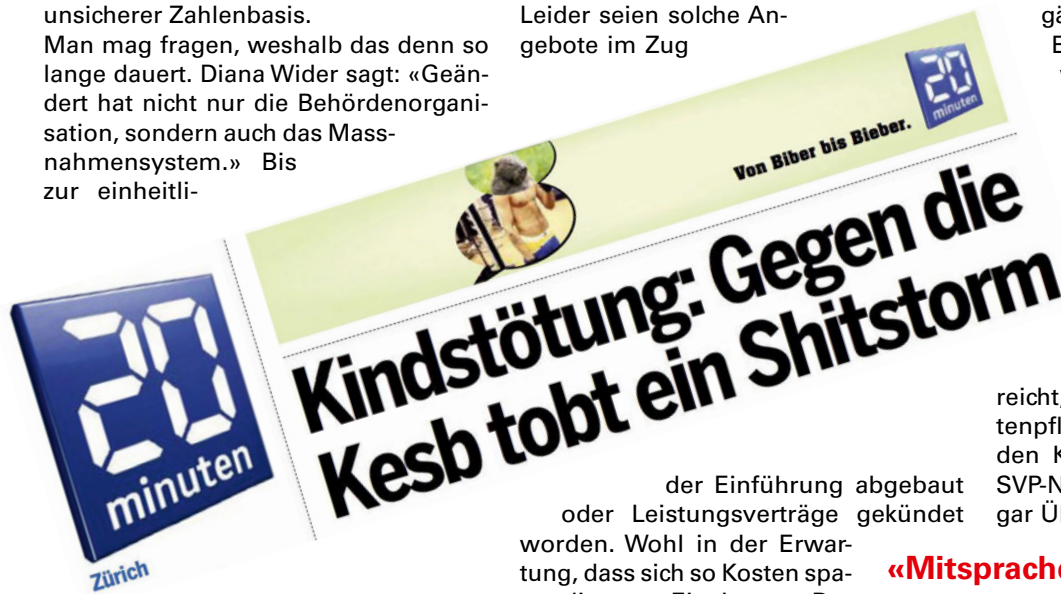 unsicherer Zahlenbasis.
Man mag fragen, weshalb das denn so
lange dauert. Diana Wider sagt: «Geän-
dert hat nicht nur die Behördenorgani-
sation, sondern auch das Mass-
nahmensystem.» Bis
zur einheitli-
Leider seien solche An-
gebote im Zug
20
minuten
Von Biber bis Bieber.
20
minuten
Zürich
Kindstötung: Gegen die
Kesb tobt ein Shitstorm
der Einführung abgebaut
oder Leistungsverträge gekündet
worden. Wohl in der Erwar-
tung, dass sich so Kosten spa-
reicht,
den K
SVP-N
gar Ü
«Mitsprache